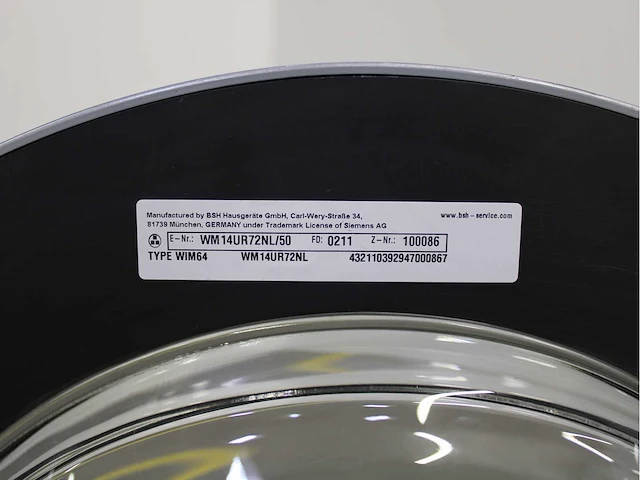 Manufactured by BSH Hausgeräte GmbH, Carl-Wery-Straße 34, www.bsh-service.com
81739 München, GERMANY under Trademark License of Siemens AG
E-Nr.: WM14UR72NL/50 FD: 0211 Z-Nr.: 100086
TYPE WIM64 WM14UR72NL 432110392947000867